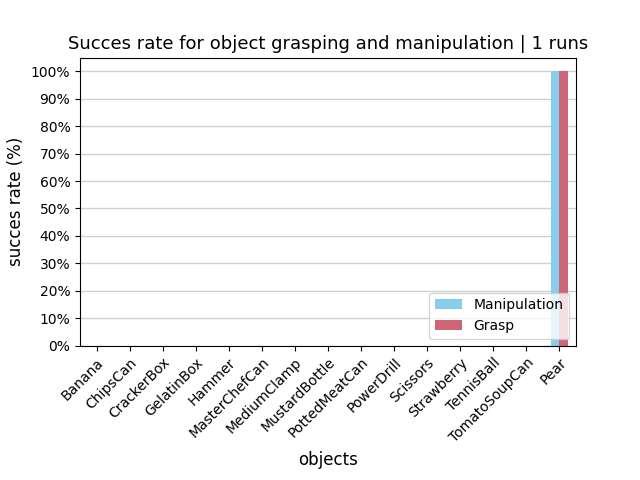 Succes rate for object grasping and manipulation | 1 runs
100%
90%
80%
70%
60%
50%
40%
30%
20%
10%
0%
succes rate (%)
Manipulation
Grasp
Banana
ChipsCan
CrackerBox
GelatinBox
Hammer
MasterChefCan
MediumClamp
MustardBottle
PottedMeatCan
PowerDrill
Scissors
Strawberry
TennisBall
TomatoSoupCan
Pear
objects